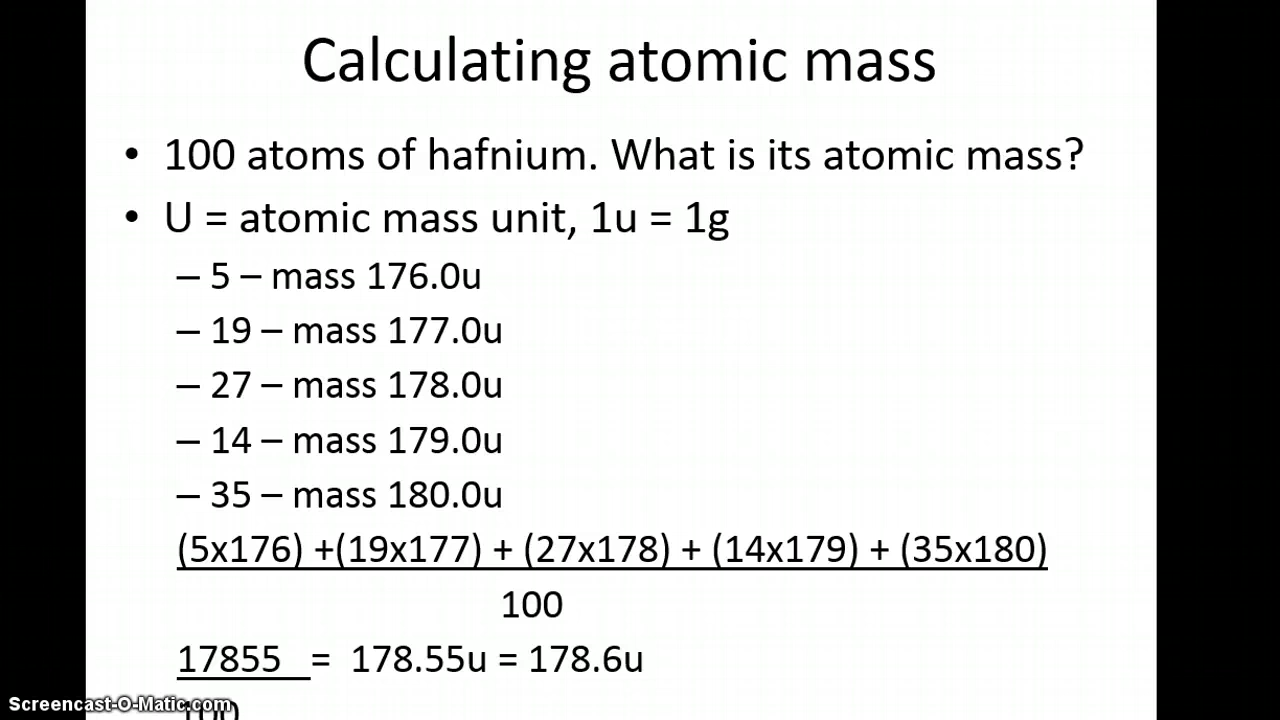 Calculating atomic mass
• 100 atoms of hafnium. What is its atomic mass?
• U = atomic mass unit, 1u = 1g
– 5 – mass 176.0u
– 19 – mass 177.0u
– 27 – mass 178.0u
– 14 – mass 179.0u
– 35 – mass 180.0u
(5x176) +(19x177) + (27x178) + (14x179) + (35x180)
100
17855 = 178.55u = 178.6u
100
Screencast-O-Matic.com